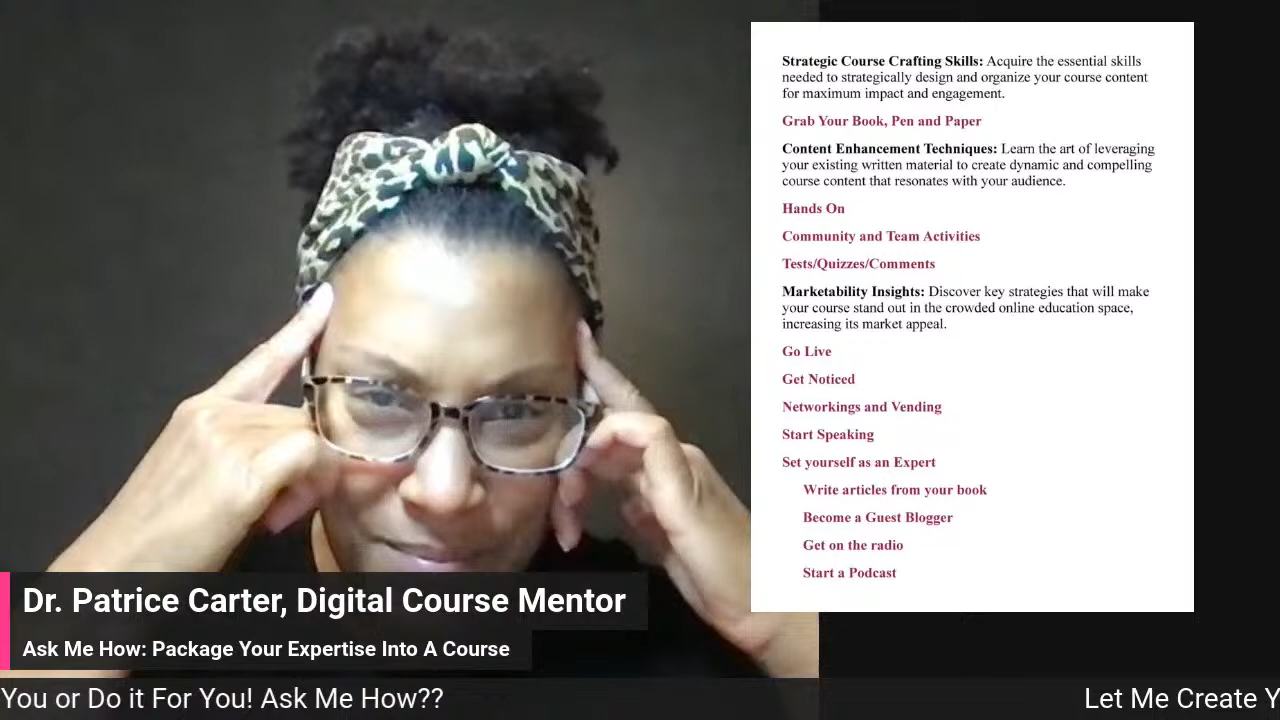 Strategic Course Crafting Skills: Acquire the essential skills
needed to strategically design and organize your course content
for maximum impact and engagement.
Grab Your Book, Pen and Paper
Content Enhancement Techniques: Learn the art of leveraging
your existing written material to create dynamic and compelling
course content that resonates with your audience.
Hands On
Community and Team Activities
Tests/Quizzes/Comments
Marketability Insights: Discover key strategies that will make
your course stand out in the crowded online education space,
increasing its market appeal.
Go Live
Get Noticed
Networkings and Vending
Start Speaking
Set yourself as an Expert
Write articles from your book
Become a Guest Blogger
Get on the radio
Start a Podcast
Dr. Patrice Carter, Digital Course Mentor
Ask Me How: Package Your Expertise Into A Course
You or Do it For You! Ask Me How??
Let Me Create Y